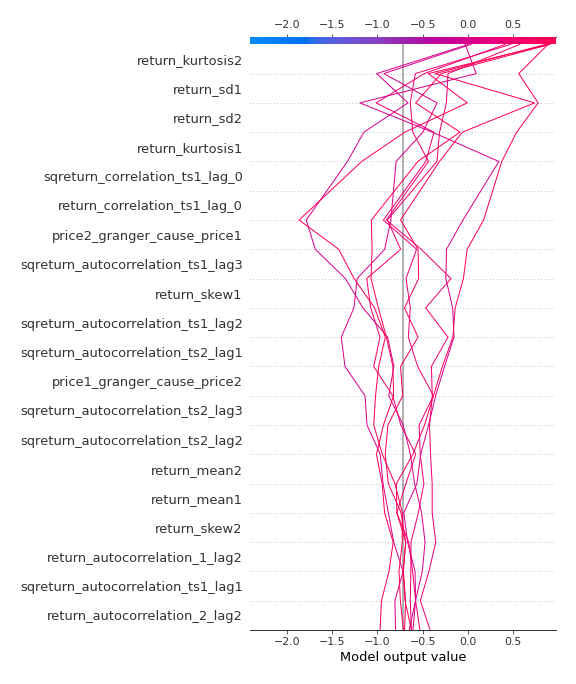 −2.0 −1.5 −1.0 −0.5 0.0 0.5
return_kurtosis2
return_sd1
return_sd2
return_kurtosis1
sqreturn_correlation_ts1_lag_0
return_correlation_ts1_lag_0
price2_granger_cause_price1
sqreturn_autocorrelation_ts1_lag3
return_skew1
sqreturn_autocorrelation_ts1_lag2
sqreturn_autocorrelation_ts2_lag1
price1_granger_cause_price2
sqreturn_autocorrelation_ts2_lag3
sqreturn_autocorrelation_ts2_lag2
return_mean2
return_mean1
return_skew2
return_autocorrelation_1_lag2
sqreturn_autocorrelation_ts1_lag1
return_autocorrelation_2_lag2
−2.0 −1.5 −1.0 −0.5 0.0 0.5
Model output value